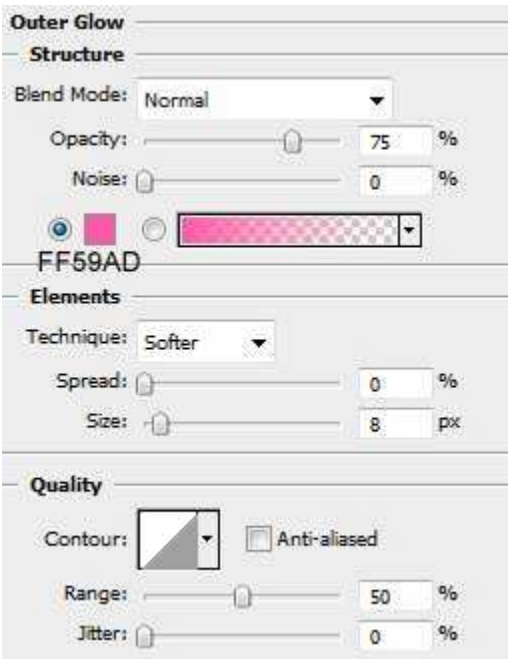 Outer Glow
Structure
Blend Mode: Normal
Opacity: 75 %
Noise: 0 %
FF59AD
Elements
Technique: Softer
Spread: 0 %
Size: 8 px
Quality
Contour: Anti-aliased
Range: 50 %
Jitter: 0 %